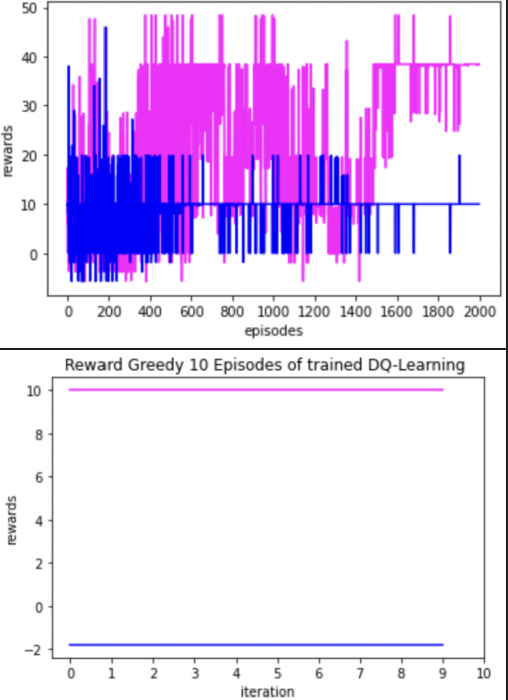 50
40
30
20
10
0
rewards
0 200 400 600 800 1000 1200 1400 1600 1800 2000
episodes
Reward Greedy 10 Episodes of trained DQ-Learning
10
8
6
4
2
0
−2
rewards
0 1 2 3 4 5 6 7 8 9 10
iteration